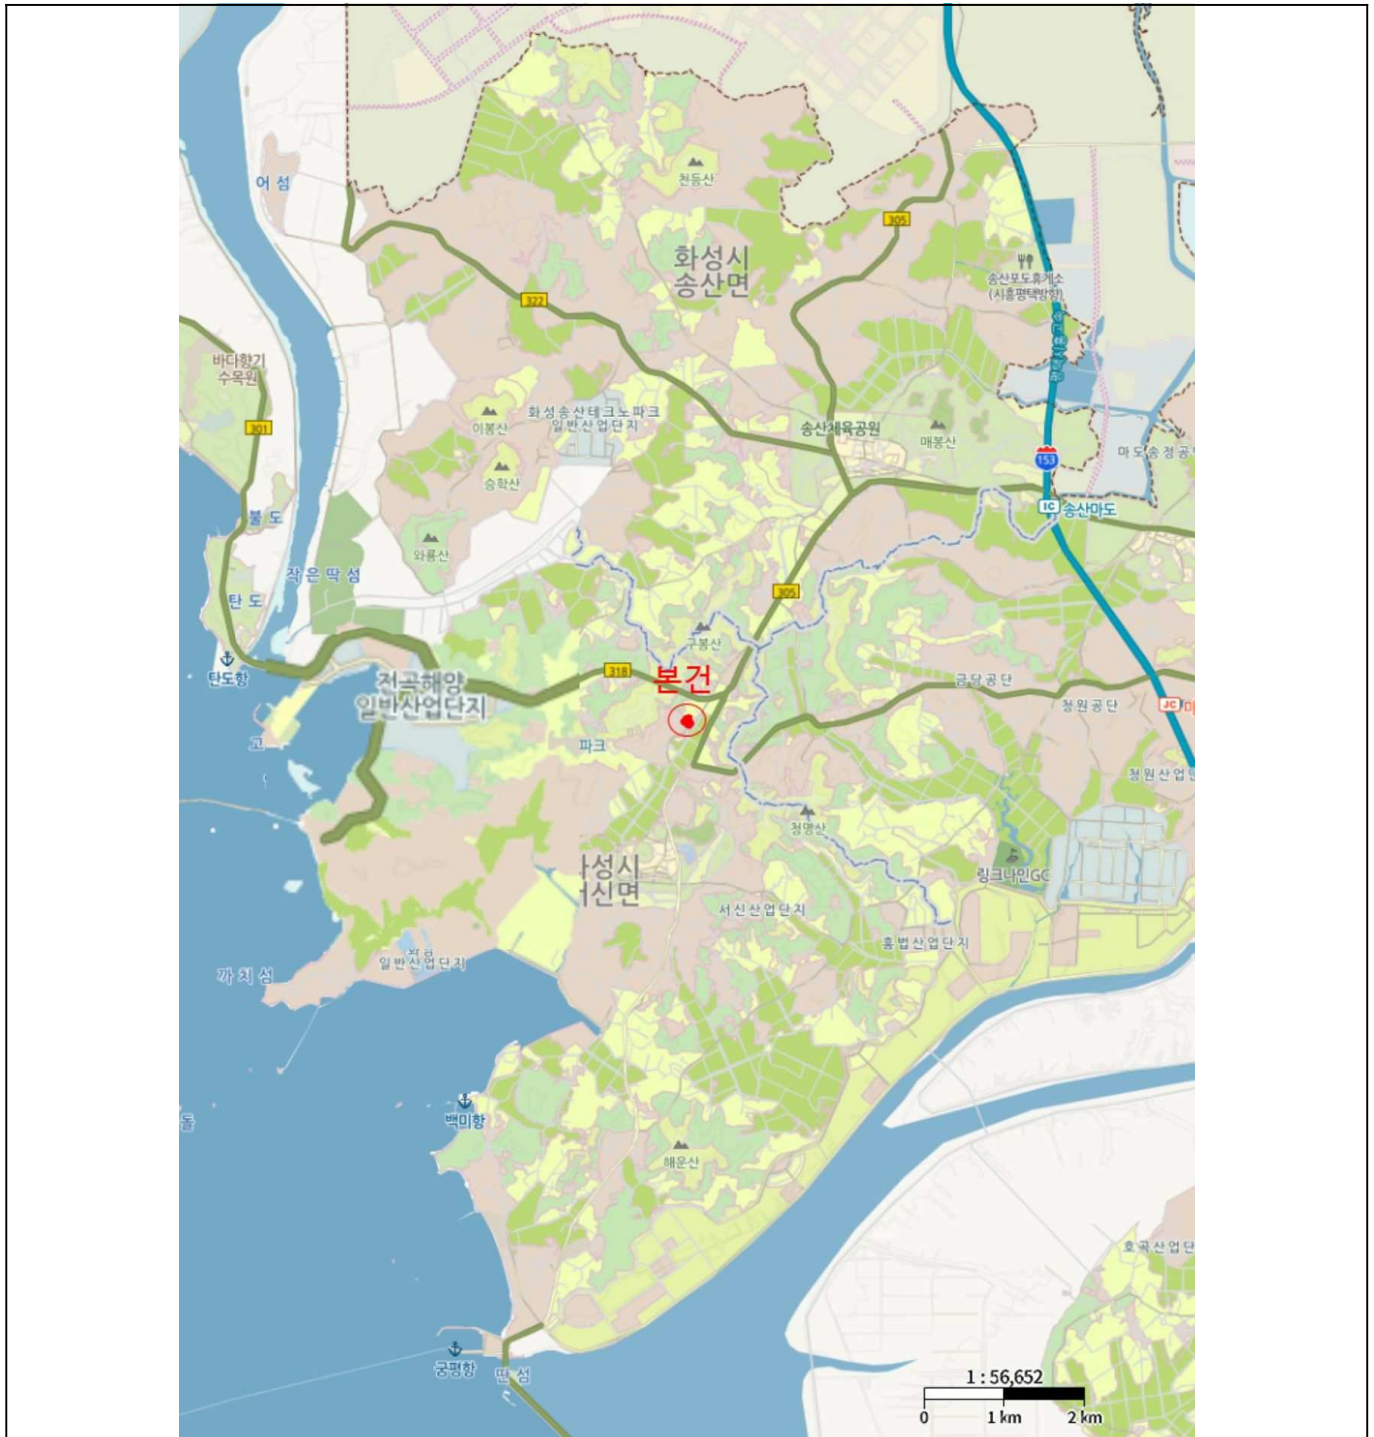 어섬
천등산
305
화성시
송산면
송산포도휴게소
(시흥평택방향)
322
바다향기
수목원
301
이봉산
화성송산테크노파크
일반산업단지
송산체육공원
매봉산
마도송정공
153
승학산
불도
IC 송산마도
와룡산
작은딱섬
탄도
305
구봉산
탄도항
318
본건
전곡해양
일반산업단지
금당공단
청원공단
JC
고
파크
청원산업단
청명산
링크나인GC
성시
신면
서신산업단지
흥법산업단지
일반산업단지
까치섬
백미항
돌
해운산
호곡산업단
궁평항
딴섬
1 : 56,652
0 1 km 2 km